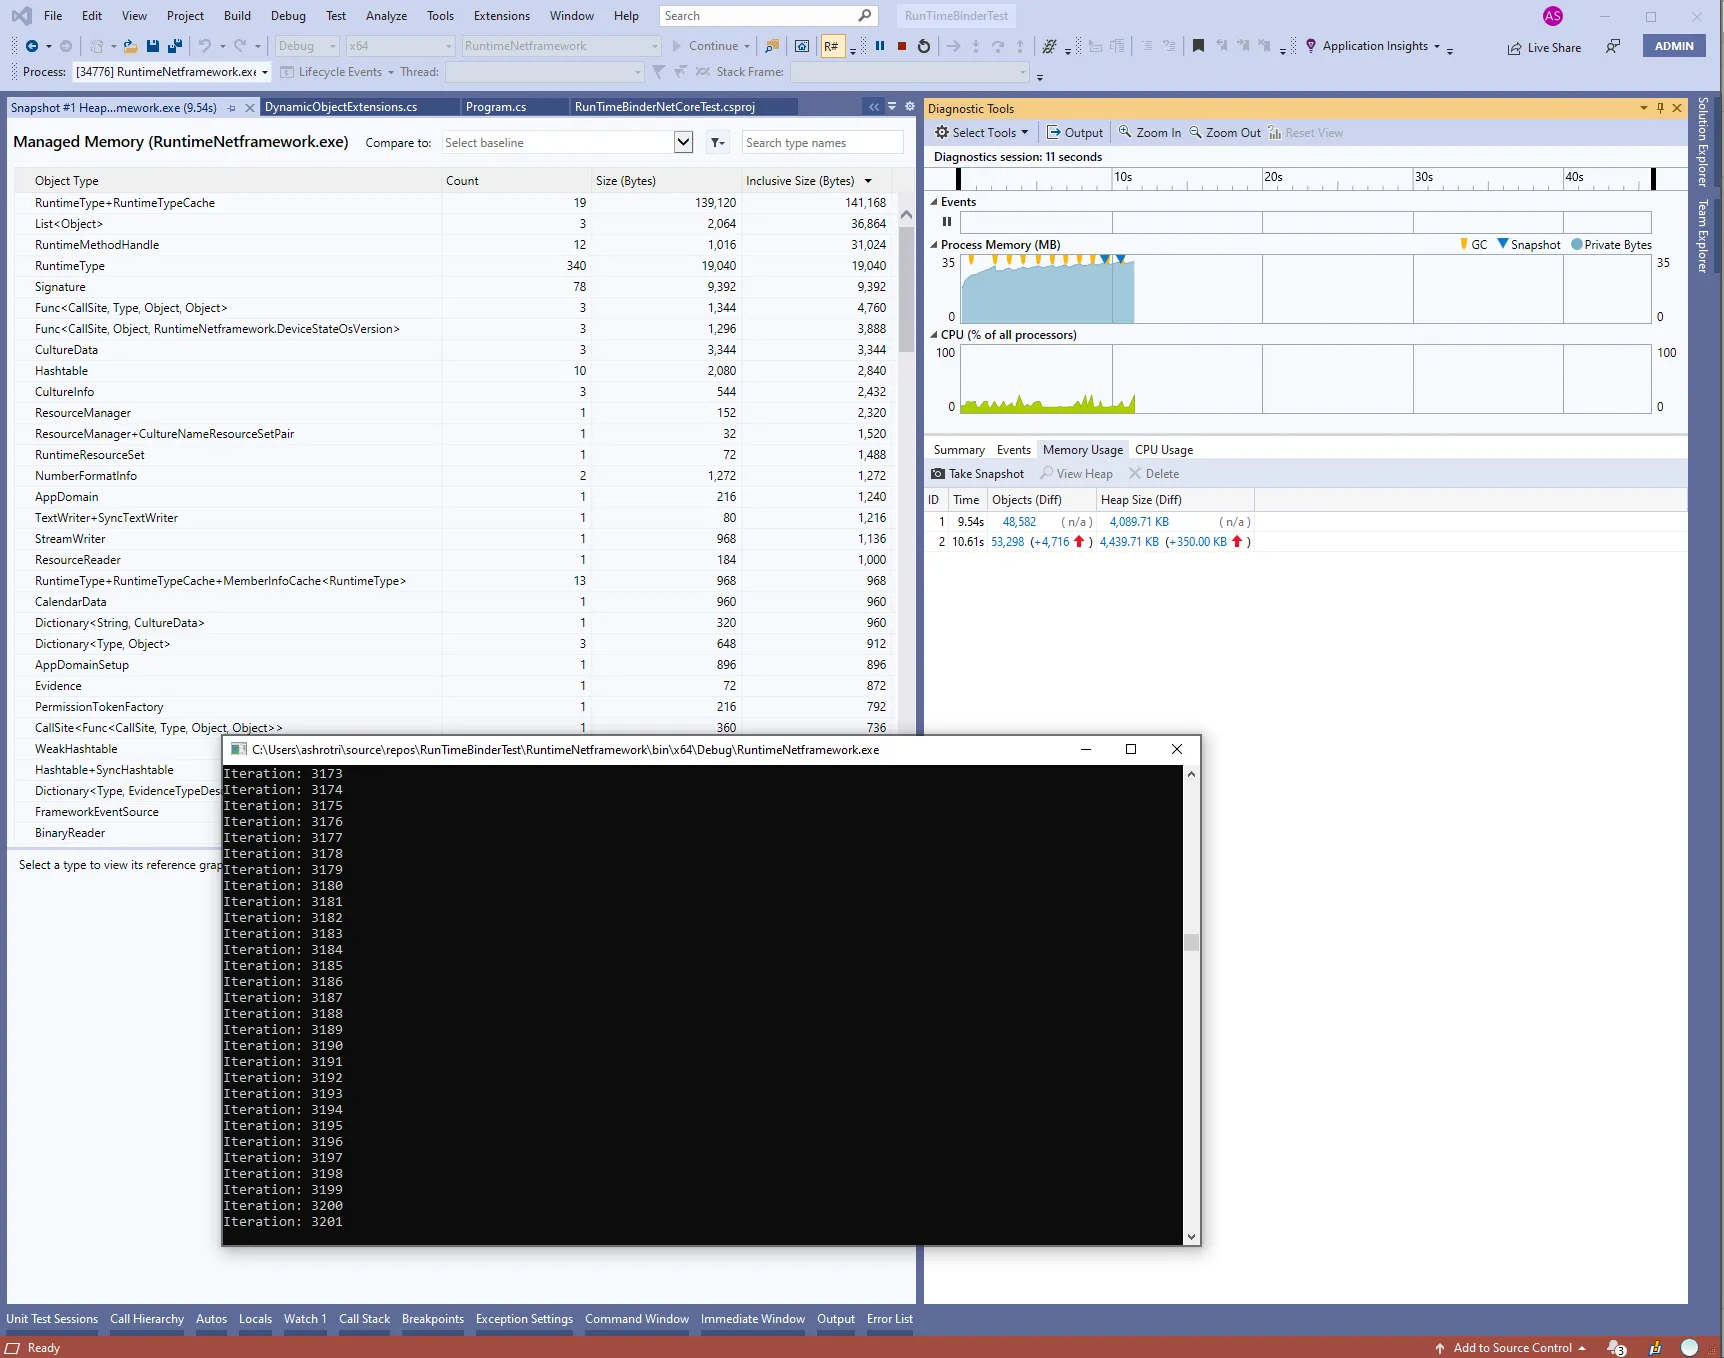 File Edit View Project Build Debug Test Analyze Tools Extensions Window Help Search RunTimeBinderTest AS
Debug x64 RuntimeNetframework Continue R# Application Insights Live Share ADMIN
Process: [34776] RuntimeNetframework.exe Lifecycle Events Thread: Stack Frame:
Snapshot #1 Heap...mework.exe (9.54s) DynamicObjectExtensions.cs Program.cs RunTimeBinderNetCoreTest.csproj
Managed Memory (RuntimeNetframework.exe) Compare to: Select baseline Search type names
Object Type Count Size (Bytes) Inclusive Size (Bytes)
RuntimeType+RuntimeTypeCache 19 139,120 141,168
List<Object> 3 2,064 36,864
RuntimeMethodHandle 12 1,016 31,024
RuntimeType 340 19,040 19,040
Signature 78 9,392 9,392
Func<CallSite, Type, Object, Object> 3 1,344 4,760
Func<CallSite, Object, RuntimeNetframework.DeviceStateOsVersion> 3 1,296 3,888
CultureData 3 3,344 3,344
Hashtable 10 2,080 2,840
CultureInfo 3 544 2,432
ResourceManager 1 152 2,320
ResourceManager+CultureNameResourceSetPair 1 32 1,520
RuntimeResourceSet 1 72 1,488
NumberFormatInfo 2 1,272 1,272
AppDomain 1 216 1,240
TextWriter+SyncTextWriter 1 80 1,216
StreamWriter 1 968 1,136
ResourceReader 1 184 1,000
RuntimeType+RuntimeTypeCache+MemberInfoCache<RuntimeType> 13 968 968
CalendarData 1 960 960
Dictionary<String, CultureData> 1 320 960
Dictionary<Type, Object> 3 648 912
AppDomainSetup 1 896 896
Evidence 1 72 872
PermissionTokenFactory 1 216 792
CallSite<Func<CallSite, Type, Object, Object>> 1 360 736
WeakHashtable
Hashtable+SyncHashtable
Dictionary<Type, EvidenceTypeDes
FrameworkEventSource
BinaryReader
Select a type to view its reference grap
C:\Users\ashrotri\source\repos\RunTimeBinderTest\RuntimeNetframework\bin\x64\Debug\RuntimeNetframework.exe
Iteration: 3173
Iteration: 3174
Iteration: 3175
Iteration: 3176
Iteration: 3177
Iteration: 3178
Iteration: 3179
Iteration: 3180
Iteration: 3181
Iteration: 3182
Iteration: 3183
Iteration: 3184
Iteration: 3185
Iteration: 3186
Iteration: 3187
Iteration: 3188
Iteration: 3189
Iteration: 3190
Iteration: 3191
Iteration: 3192
Iteration: 3193
Iteration: 3194
Iteration: 3195
Iteration: 3196
Iteration: 3197
Iteration: 3198
Iteration: 3199
Iteration: 3200
Iteration: 3201
Diagnostic Tools
Select Tools Output Zoom In Zoom Out Reset View
Diagnostics session: 11 seconds
10s 20s 30s 40s
Events
Process Memory (MB) GC Snapshot Private Bytes
35 35
0 0
CPU (% of all processors)
100 100
0 0
Summary Events Memory Usage CPU Usage
Take Snapshot View Heap Delete
ID Time Objects (Diff) Heap Size (Diff)
1 9.54s 48,582 (n/a) 4,089.71 KB (n/a)
2 10.61s 53,298 (+4,716 ) 4,439.71 KB (+350.00 KB )
Solution Explorer
Team Explorer
Unit Test Sessions Call Hierarchy Autos Locals Watch 1 Call Stack Breakpoints Exception Settings Command Window Immediate Window Output Error List
Ready Add to Source Control 3